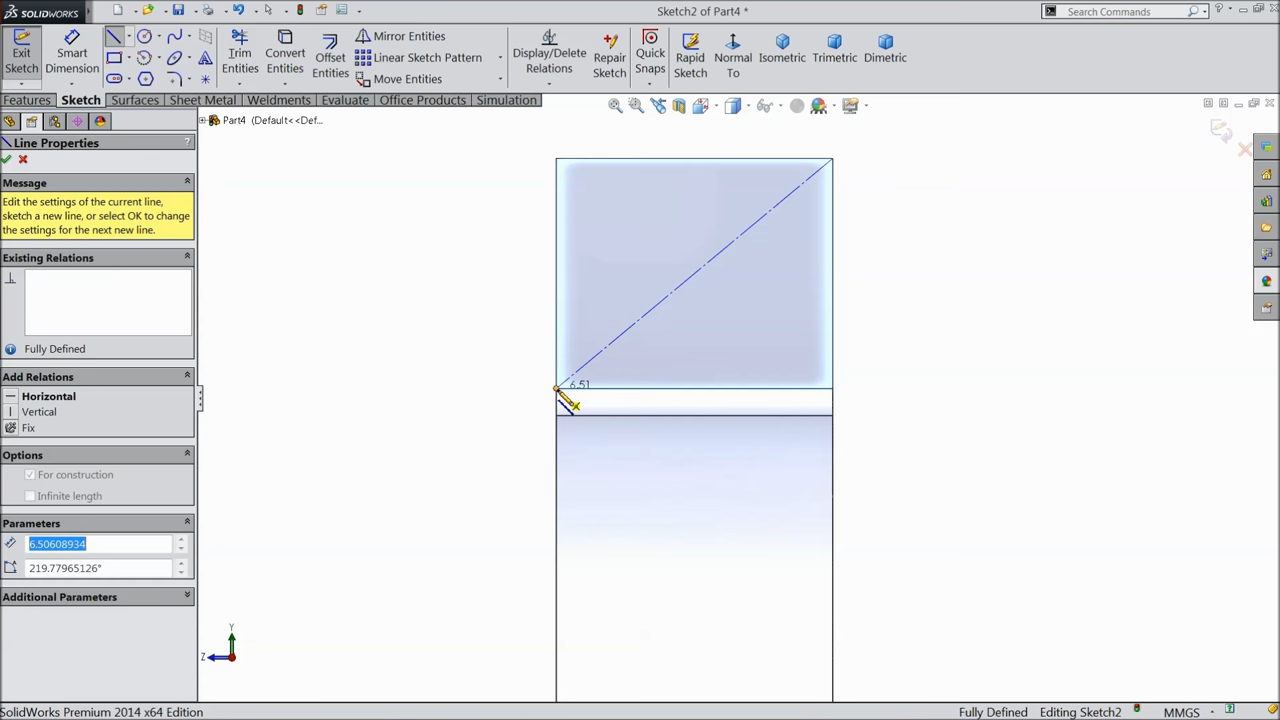 SOLIDWORKS
Sketch2 of Part4 *
Search Commands
Exit Sketch
Smart Dimension
Trim Entities
Convert Entities
Offset Entities
Mirror Entities
Linear Sketch Pattern
Move Entities
Display/Delete Relations
Repair Sketch
Quick Snaps
Rapid Sketch
Normal To
Isometric
Trimetric
Dimetric
Features
Sketch
Surfaces
Sheet Metal
Weldments
Evaluate
Office Products
Simulation
Part4 (Default<<Def...
Line Properties
?
Message
Edit the settings of the current line,
sketch a new line, or select OK to change
the settings for the next new line.
Existing Relations
Fully Defined
Add Relations
Horizontal
Vertical
Fix
Options
For construction
Infinite length
Parameters
6.50608934
219.77965126°
Additional Parameters
6.51
Y
Z
SolidWorks Premium 2014 x64 Edition
Fully Defined
Editing Sketch2
MMGS